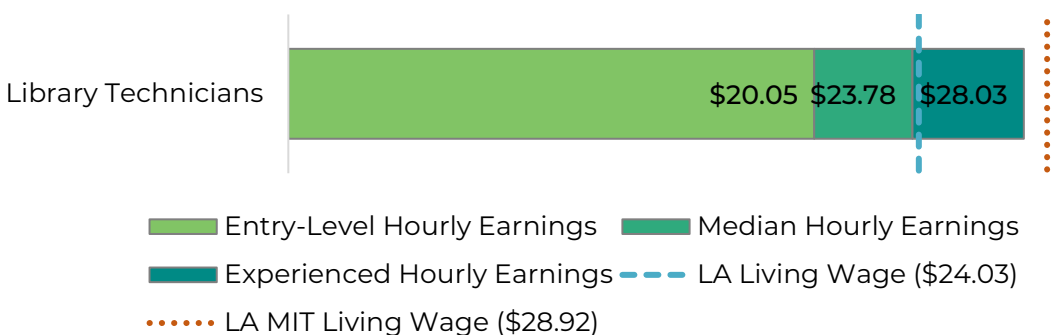 Library Technicians $20.05 $23.78 $28.03
Entry-Level Hourly Earnings Median Hourly Earnings
Experienced Hourly Earnings LA Living Wage ($24.03)
LA MIT Living Wage ($28.92)